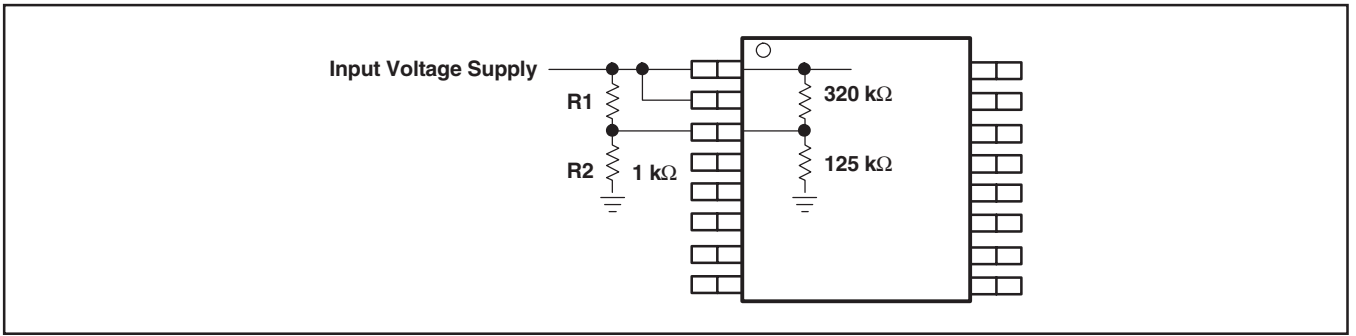 Input Voltage Supply
R1
320 kΩ
R2
1 kΩ
125 kΩ